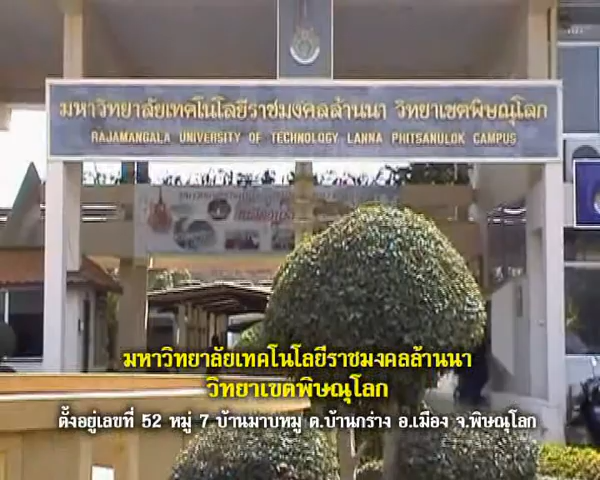 มหาวิทยาลัยเทคโนโลยีราชมงคลล้านนา วิทยาเขตพิษณุโลก
RAJAMANGALA UNIVERSITY OF TECHNOLOGY LANNA PHITSANULOK CAMPUS
มหาวิทยาลัยเทคโนโลยีราชมงคลล้านนา
วิทยาเขตพิษณุโลก
ตั้งอยู่เลขที่ 52 หมู่ 7 บ้านมาบหมู ต.บ้านกร่าง อ.เมือง จ.พิษณุโลก